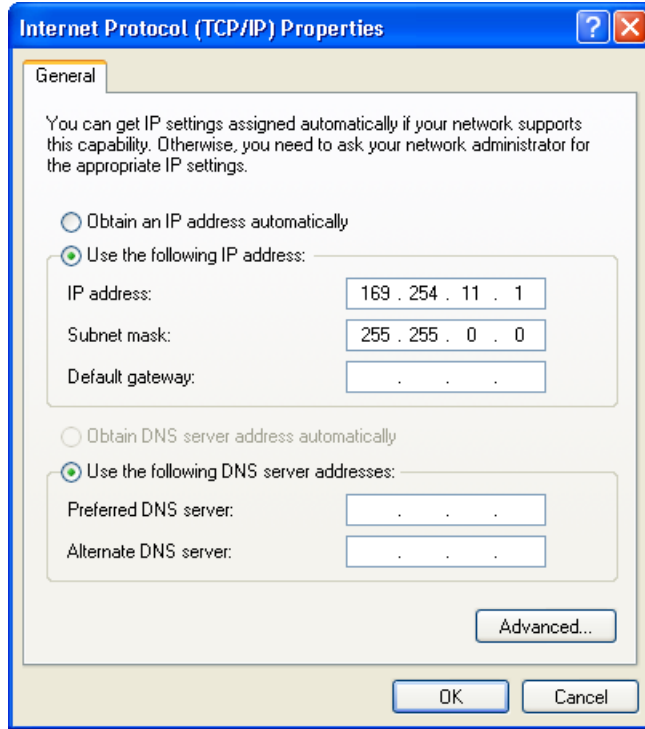 Internet Protocol (TCP/IP) Properties
General
You can get IP settings assigned automatically if your network supports
this capability. Otherwise, you need to ask your network administrator for
the appropriate IP settings.
Obtain an IP address automatically
Use the following IP address:
IP address: 169 . 254 . 11 . 1
Subnet mask: 255 . 255 . 0 . 0
Default gateway: . . .
Obtain DNS server address automatically
Use the following DNS server addresses:
Preferred DNS server: . . .
Alternate DNS server: . . .
Advanced...
OK Cancel